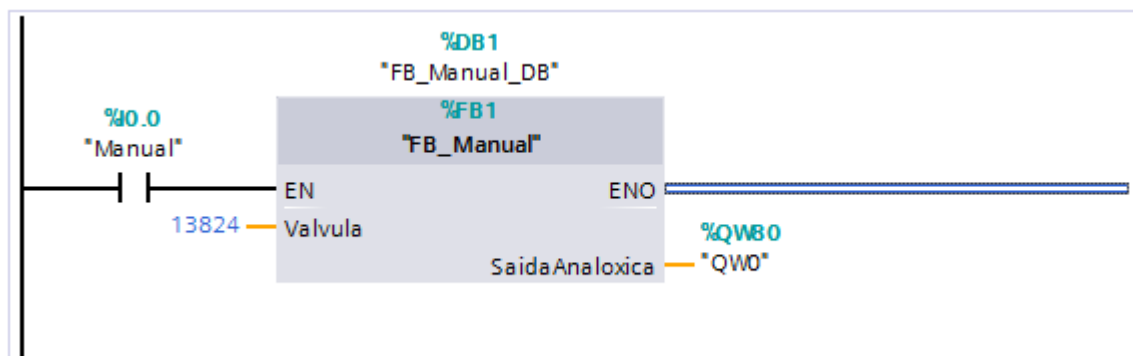 %DB1
"FB_Manual_DB"
%I0.0
"Manual"
%FB1
"FB_Manual"
EN
ENO
13824
Valvula
%QW80
"QW0"
SaidaAnaloxica